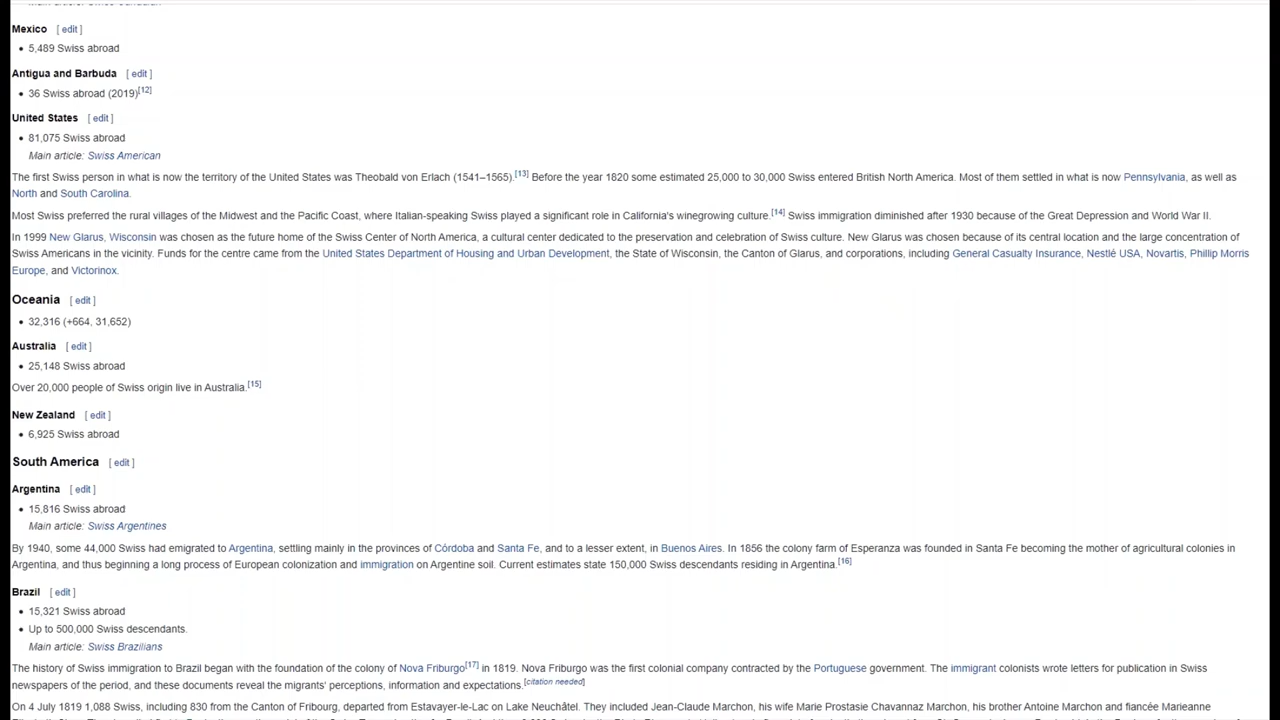 Mexico [ edit ]
• 5,489 Swiss abroad
Antigua and Barbuda [ edit ]
• 36 Swiss abroad (2019)[12]
United States [ edit ]
• 81,075 Swiss abroad
Main article: Swiss American
The first Swiss person in what is now the territory of the United States was Theobald von Erlach (1541–1565).[13] Before the year 1820 some estimated 25,000 to 30,000 Swiss entered British North America. Most of them settled in what is now Pennsylvania, as well as
North and South Carolina.
Most Swiss preferred the rural villages of the Midwest and the Pacific Coast, where Italian-speaking Swiss played a significant role in California's winegrowing culture.[14] Swiss immigration diminished after 1930 because of the Great Depression and World War II.
In 1999 New Glarus, Wisconsin was chosen as the future home of the Swiss Center of North America, a cultural center dedicated to the preservation and celebration of Swiss culture. New Glarus was chosen because of its central location and the large concentration of
Swiss Americans in the vicinity. Funds for the centre came from the United States Department of Housing and Urban Development, the State of Wisconsin, the Canton of Glarus, and corporations, including General Casualty Insurance, Nestlé USA, Novartis, Phillip Morris
Europe, and Victorinox.
Oceania [ edit ]
• 32,316 (+664, 31,652)
Australia [ edit ]
• 25,148 Swiss abroad
Over 20,000 people of Swiss origin live in Australia.[15]
New Zealand [ edit ]
• 6,925 Swiss abroad
South America [ edit ]
Argentina [ edit ]
• 15,816 Swiss abroad
Main article: Swiss Argentines
By 1940, some 44,000 Swiss had emigrated to Argentina, settling mainly in the provinces of Córdoba and Santa Fe, and to a lesser extent, in Buenos Aires. In 1856 the colony farm of Esperanza was founded in Santa Fe becoming the mother of agricultural colonies in
Argentina, and thus beginning a long process of European colonization and immigration on Argentine soil. Current estimates state 150,000 Swiss descendants residing in Argentina.[16]
Brazil [ edit ]
• 15,321 Swiss abroad
• Up to 500,000 Swiss descendants.
Main article: Swiss Brazilians
The history of Swiss immigration to Brazil began with the foundation of the colony of Nova Friburgo[17] in 1819. Nova Friburgo was the first colonial company contracted by the Portuguese government. The immigrant colonists wrote letters for publication in Swiss
newspapers of the period, and these documents reveal the migrants' perceptions, information and expectations.[citation needed]
On 4 July 1819 1,088 Swiss, including 830 from the Canton of Fribourg, departed from Estavayer-le-Lac on Lake Neuchâtel. They included Jean-Claude Marchon, his wife Marie Prostasie Chavannaz Marchon, his brother Antoine Marchon and fiancée Marieanne